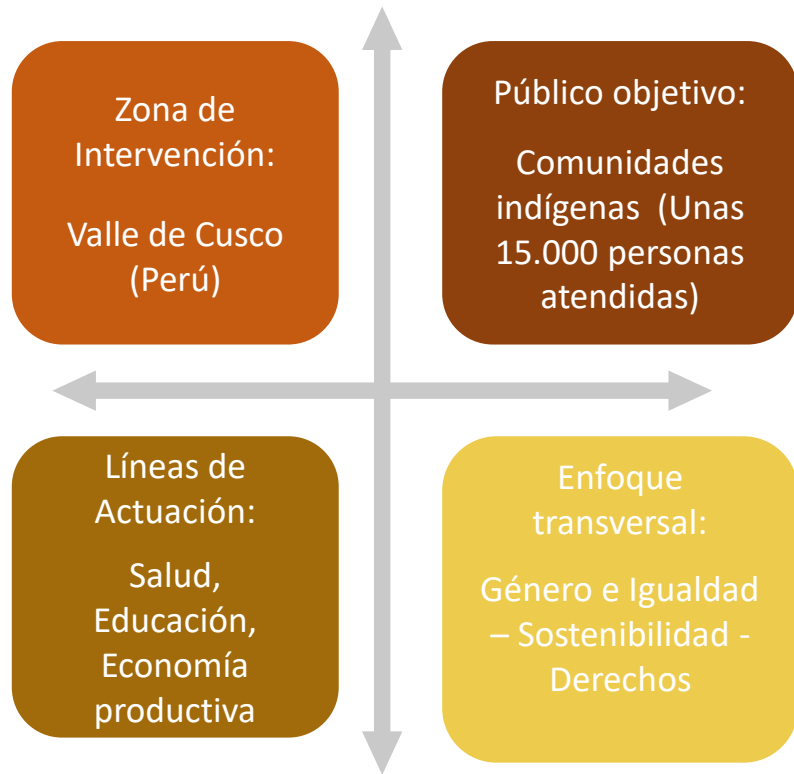 Zona de
Intervención:
Valle de Cusco
(Perú)
Público objetivo:
Comunidades
indígenas (Unas
15.000 personas
atendidas)
Líneas de
Actuación:
Salud,
Educación,
Economía
productiva
Enfoque
transversal:
Género e Igualdad
– Sostenibilidad -
Derechos